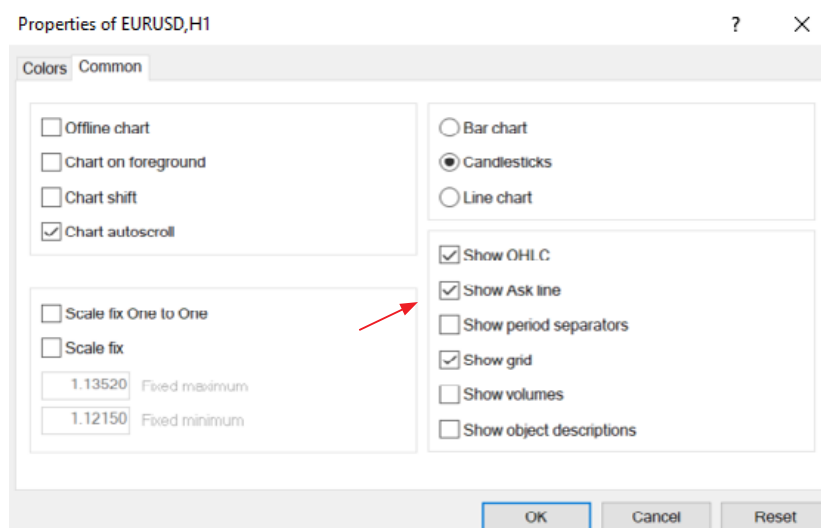 Properties of EURUSD,H1
?
Colors Common
Offline chart
Chart on foreground
Chart shift
Chart autoscroll
Scale fix One to One
Scale fix
1.13520 Fixed maximum
1.12150 Fixed minimum
Bar chart
Candlesticks
Line chart
Show OHLC
Show Ask line
Show period separators
Show grid
Show volumes
Show object descriptions
OK Cancel Reset